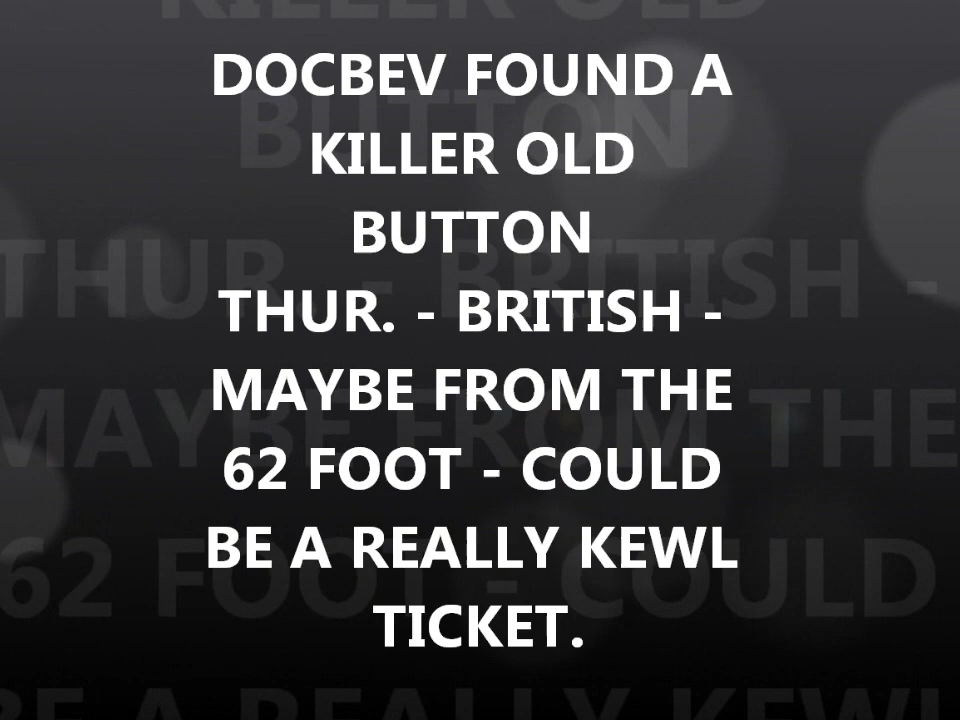 DOCBEV FOUND A
KILLER OLD
BUTTON
THUR. - BRITISH -
MAYBE FROM THE
62 FOOT - COULD
BE A REALLY KEWL
TICKET.